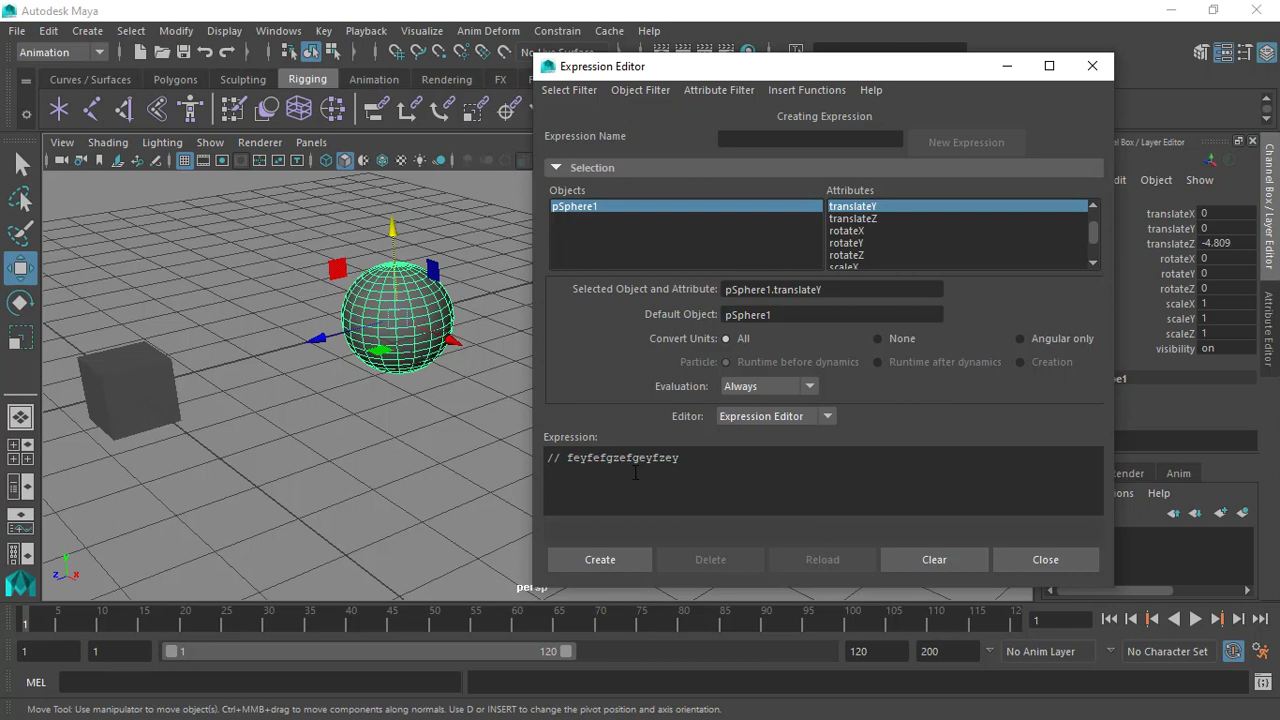 Autodesk Maya
File Edit Create Select Modify Display Windows Key Playback Visualize Anim Deform Constrain Cache Help
Animation
Curves / Surfaces Polygons Sculpting Rigging Animation Rendering FX
View Shading Lighting Show Renderer Panels
Expression Editor
Select Filter Object Filter Attribute Filter Insert Functions Help
Creating Expression
Expression Name
New Expression
Selection
Objects Attributes
pSphere1
translateY
translateZ
rotateX
rotateY
rotateZ
scaleX
Selected Object and Attribute: pSphere1.translateY
Default Object: pSphere1
Convert Units: All None Angular only
Particle: Runtime before dynamics Runtime after dynamics Creation
Evaluation: Always
Editor: Expression Editor
Expression:
// feyfefgzefgeyfzey
Create Delete Reload Clear Close
Box / Layer Editor
Object Show
translateX 0
translateY 0
translateZ -4.809
rotateX 0
rotateY 0
rotateZ 0
scaleX 1
scaleY 1
scaleZ 1
visibility on
Channel Box / Layer Editor
Attribute Editor
Anim
Help
persp
5 10 15 20 25 30 35 40 45 50 55 60 65 70 75 80 85 90 95 100 105 110 115 12
1
1
1 1 1 120 120 200 No Anim Layer No Character Set
MEL
Move Tool: Use manipulator to move object(s). Ctrl+MMB+drag to move components along normals. Use D or INSERT to change the pivot position and axis orientation.